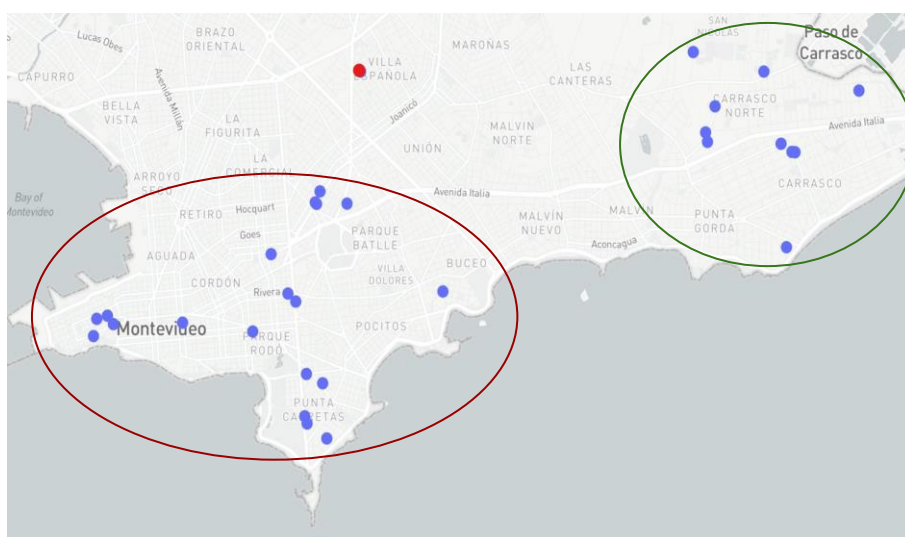 SAN
NICOLÁS
Paso de
Carrasco
Lucas Obes
BRAZO
ORIENTAL
MAROÑAS
VILLA
ESPAÑOLA
LAS
CANTERAS
CAPURRO
Avenida Millán
BELLA
VISTA
Joanicó
CARRASCO
NORTE
LA
FIGURITA
Avenida Italia
MALVIN
NORTE
UNIÓN
LA
COMERCIAL
ARROYO
SECO
Avenida Italia
CARRASCO
Bay of
Montevideo
RETIRO
Hocquart
MALVÍN
NUEVO
MALVIN
PUNTA
GORDA
Goes
PARQUE
BATLLE
Aconcagua
AGUADA
BUCEO
VILLA
DOLORES
CORDÓN
Rivera
Montevideo
POCITOS
PARQUE
RODÓ
PUNTA
CARRETAS